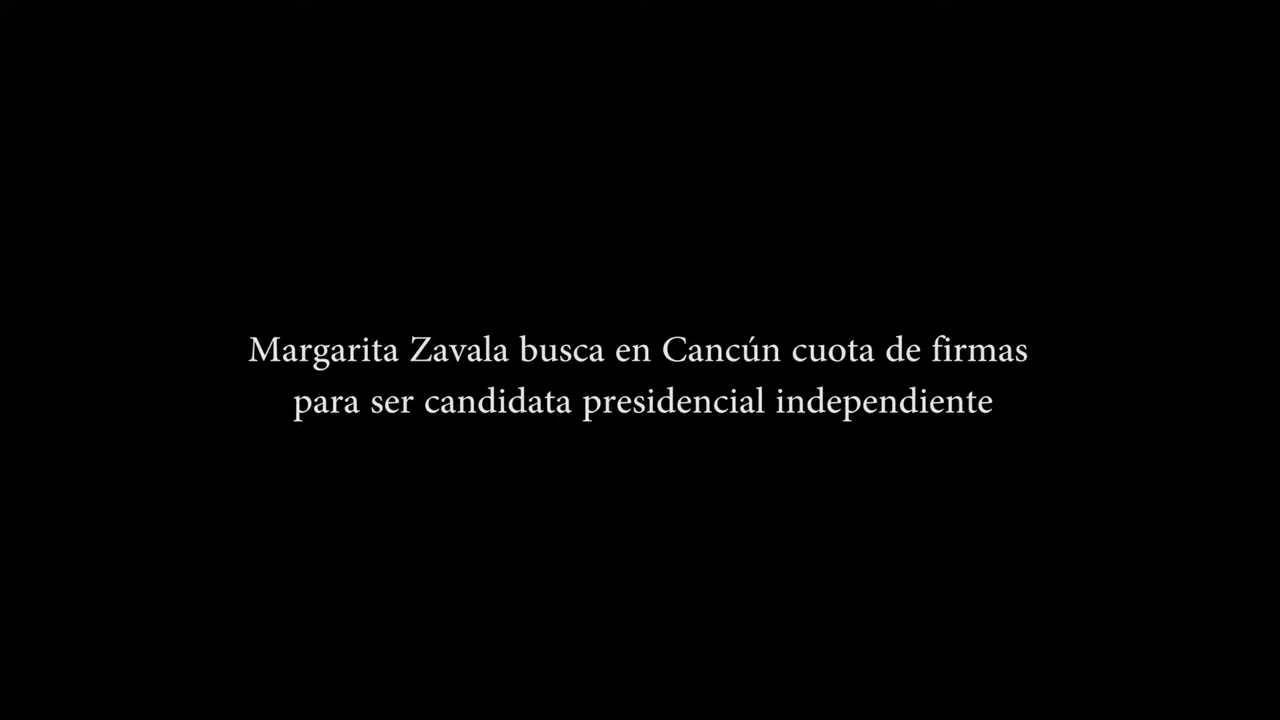 Margarita Zavala busca en Cancún cuota de firmas
para ser candidata presidencial independiente